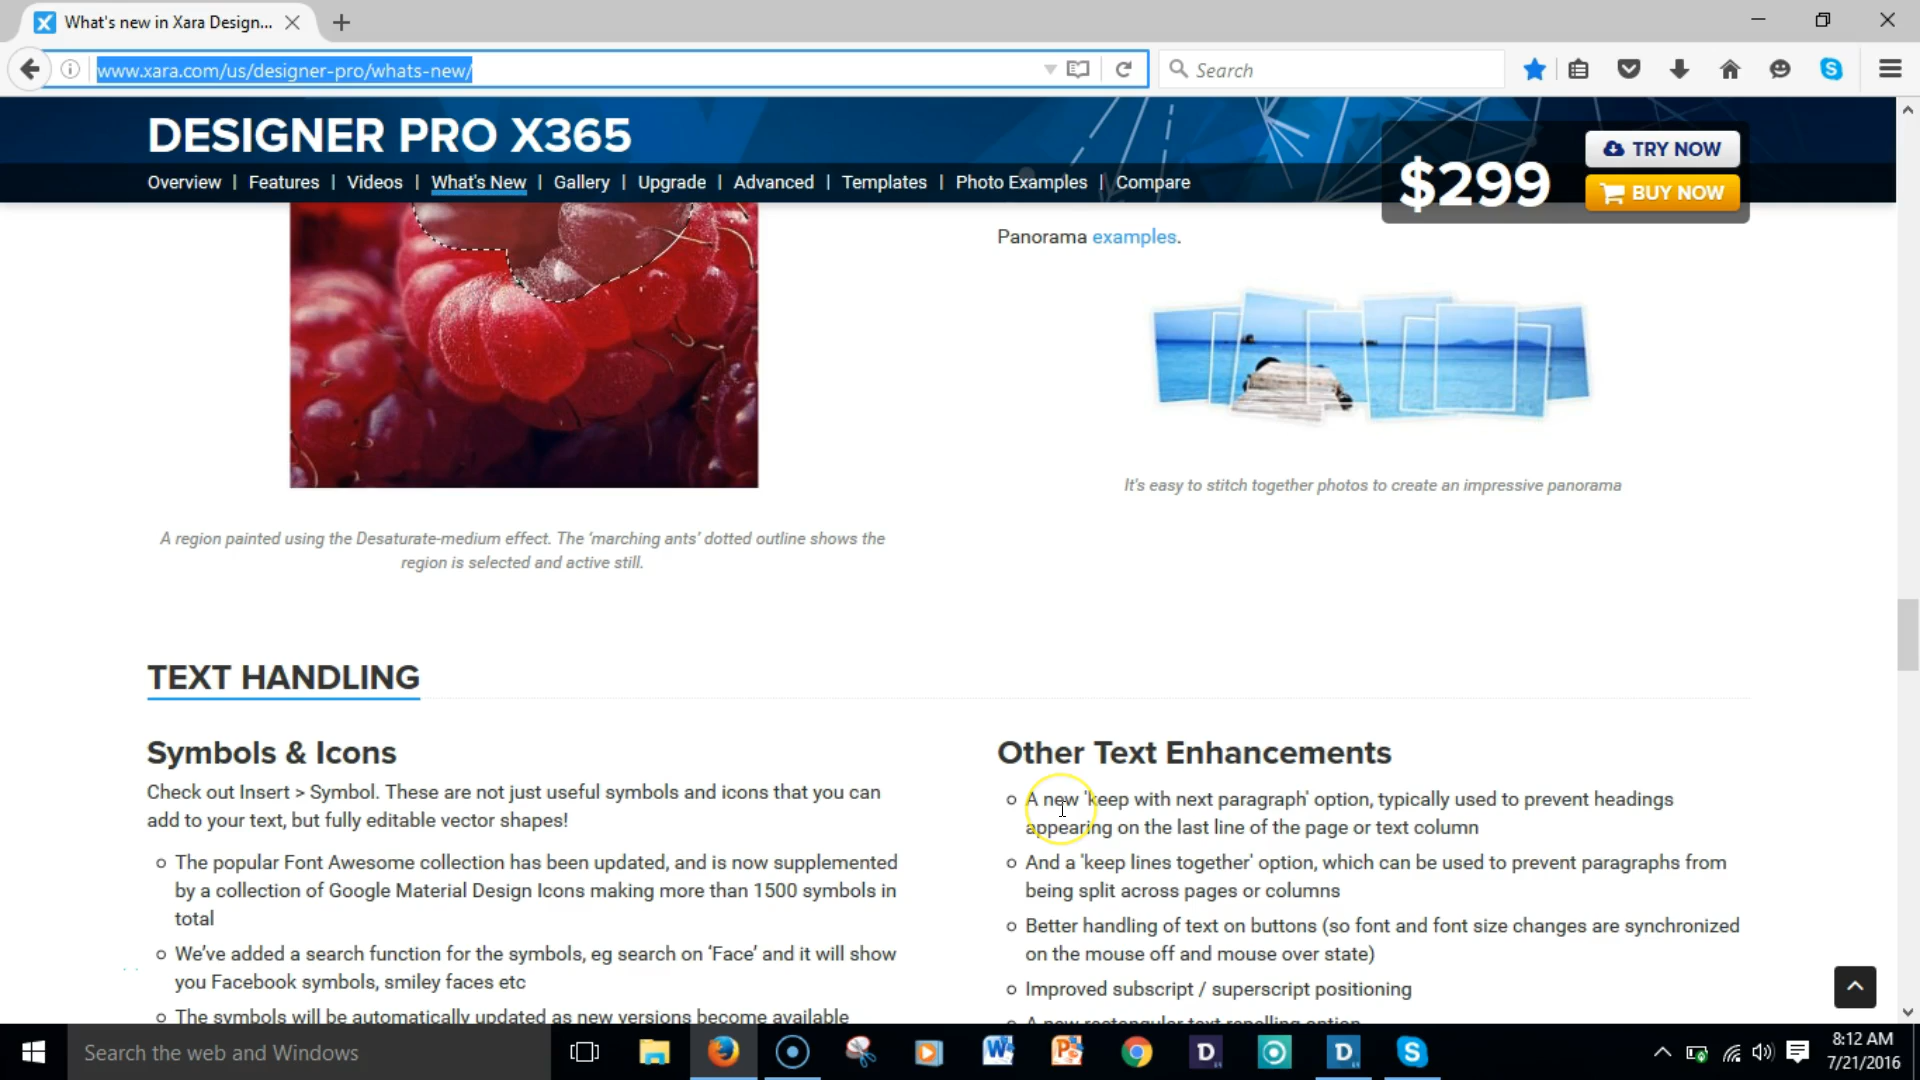 What's new in Xara Design...
www.xara.com/us/designer-pro/whats-new/
Search
DESIGNER PRO X365
$299
TRY NOW
BUY NOW
Overview | Features | Videos | What's New | Gallery | Upgrade | Advanced | Templates | Photo Examples | Compare
Panorama examples.
It's easy to stitch together photos to create an impressive panorama
A region painted using the Desaturate-medium effect. The ‘marching ants’ dotted outline shows the
region is selected and active still.
TEXT HANDLING
Symbols & Icons
Check out Insert > Symbol. These are not just useful symbols and icons that you can
add to your text, but fully editable vector shapes!
The popular Font Awesome collection has been updated, and is now supplemented
by a collection of Google Material Design Icons making more than 1500 symbols in
total
We’ve added a search function for the symbols, eg search on ‘Face’ and it will show
you Facebook symbols, smiley faces etc
The symbols will be automatically updated as new versions become available
Other Text Enhancements
A new 'keep with next paragraph' option, typically used to prevent headings
appearing on the last line of the page or text column
And a 'keep lines together' option, which can be used to prevent paragraphs from
being split across pages or columns
Better handling of text on buttons (so font and font size changes are synchronized
on the mouse off and mouse over state)
Improved subscript / superscript positioning
A new rectangular text repelling option
Search the web and Windows
8:12 AM
7/21/2016